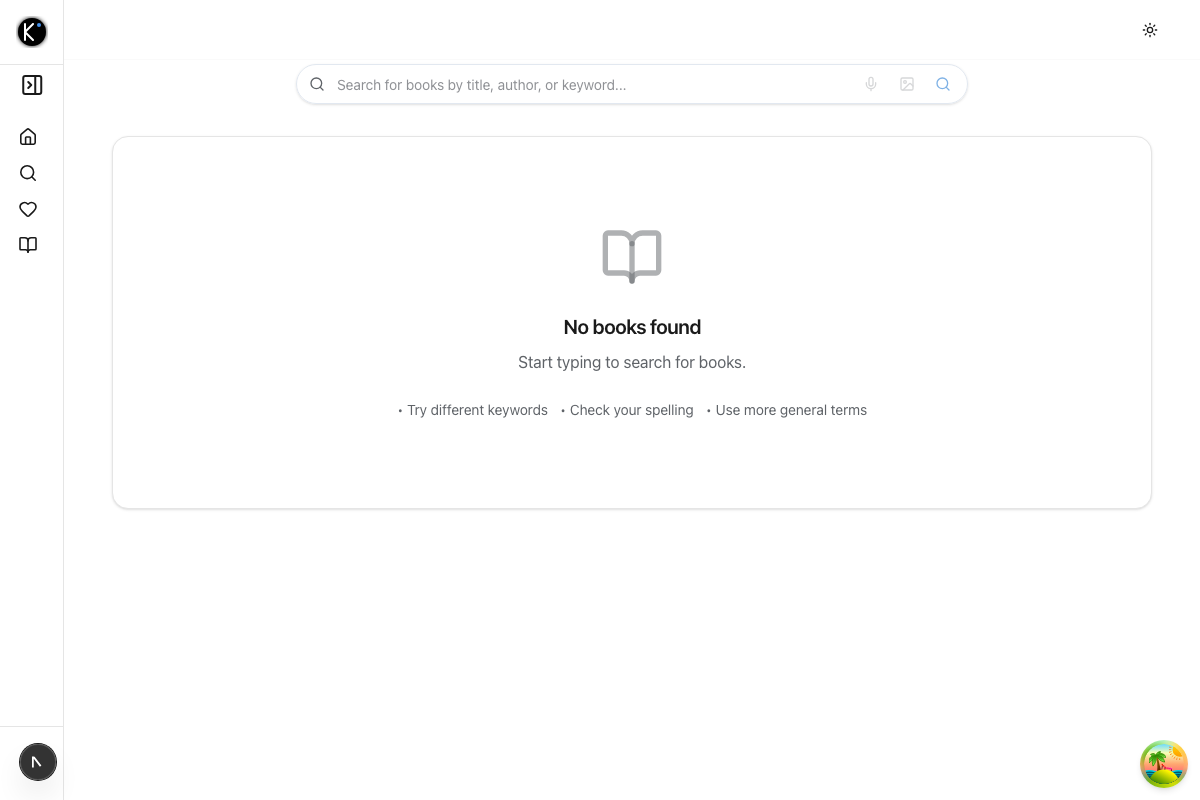 K
Search for books by title, author, or keyword...
No books found
Start typing to search for books.
• Try different keywords • Check your spelling • Use more general terms